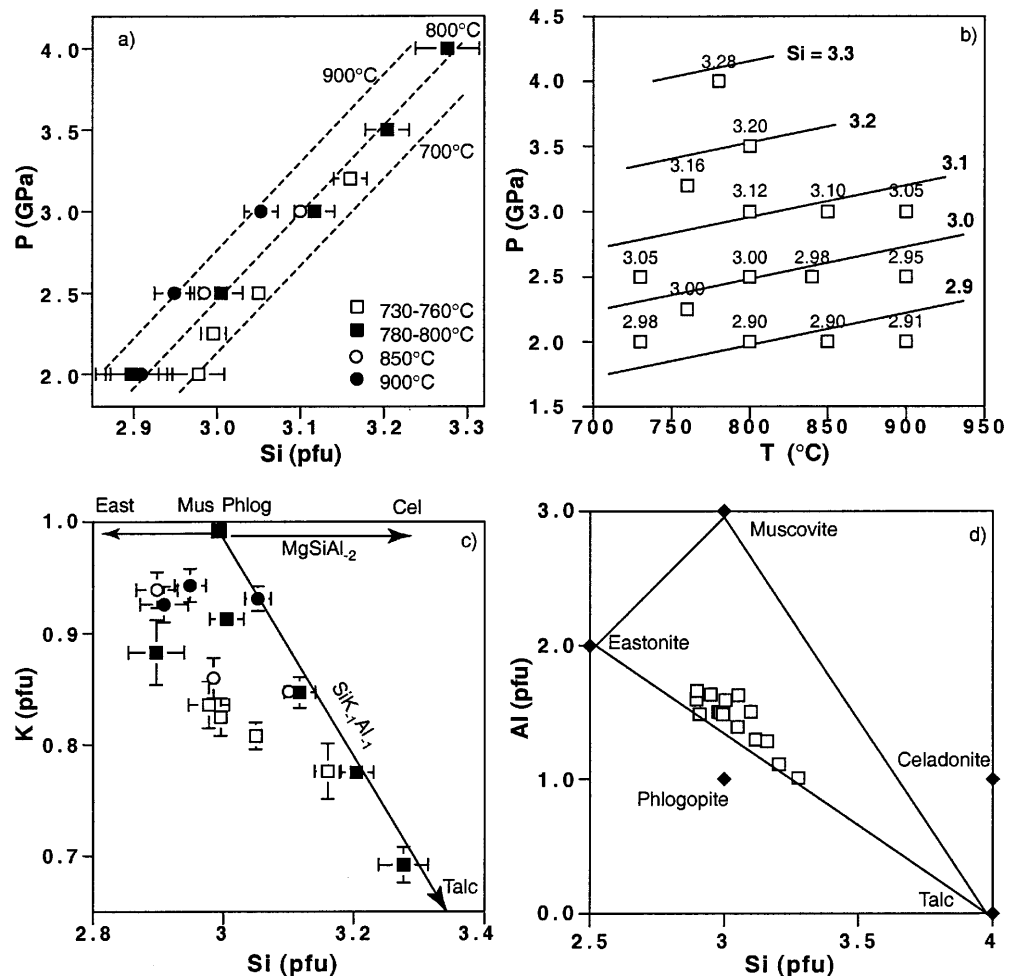 a)
800°C
900°C
700°C
4.0
3.5
3.0
2.5
2.0
P (GPa)
730-760°C
780-800°C
850°C
900°C
2.9 3.0 3.1 3.2 3.3
Si (pfu)
b)
4.5
4.0
3.5
3.0
2.5
2.0
1.5
P (GPa)
Si = 3.3
3.28
3.2
3.20
3.16
3.1
3.12 3.10 3.05
3.0
3.05 3.00 2.98 2.95
3.00
2.9
2.98 2.90 2.90 2.91
700 750 800 850 900 950
T (°C)
East Mus Phlog Cel
c)
MgSiAl-2
SiK-1Al-1
Talc
1.0
0.9
0.8
0.7
K (pfu)
2.8 3 3.2 3.4
Si (pfu)
d)
3.0
2.0
1.0
0.0
Al (pfu)
Muscovite
Eastonite
Celadonite
Phlogopite
Talc
2.5 3 3.5 4
Si (pfu)